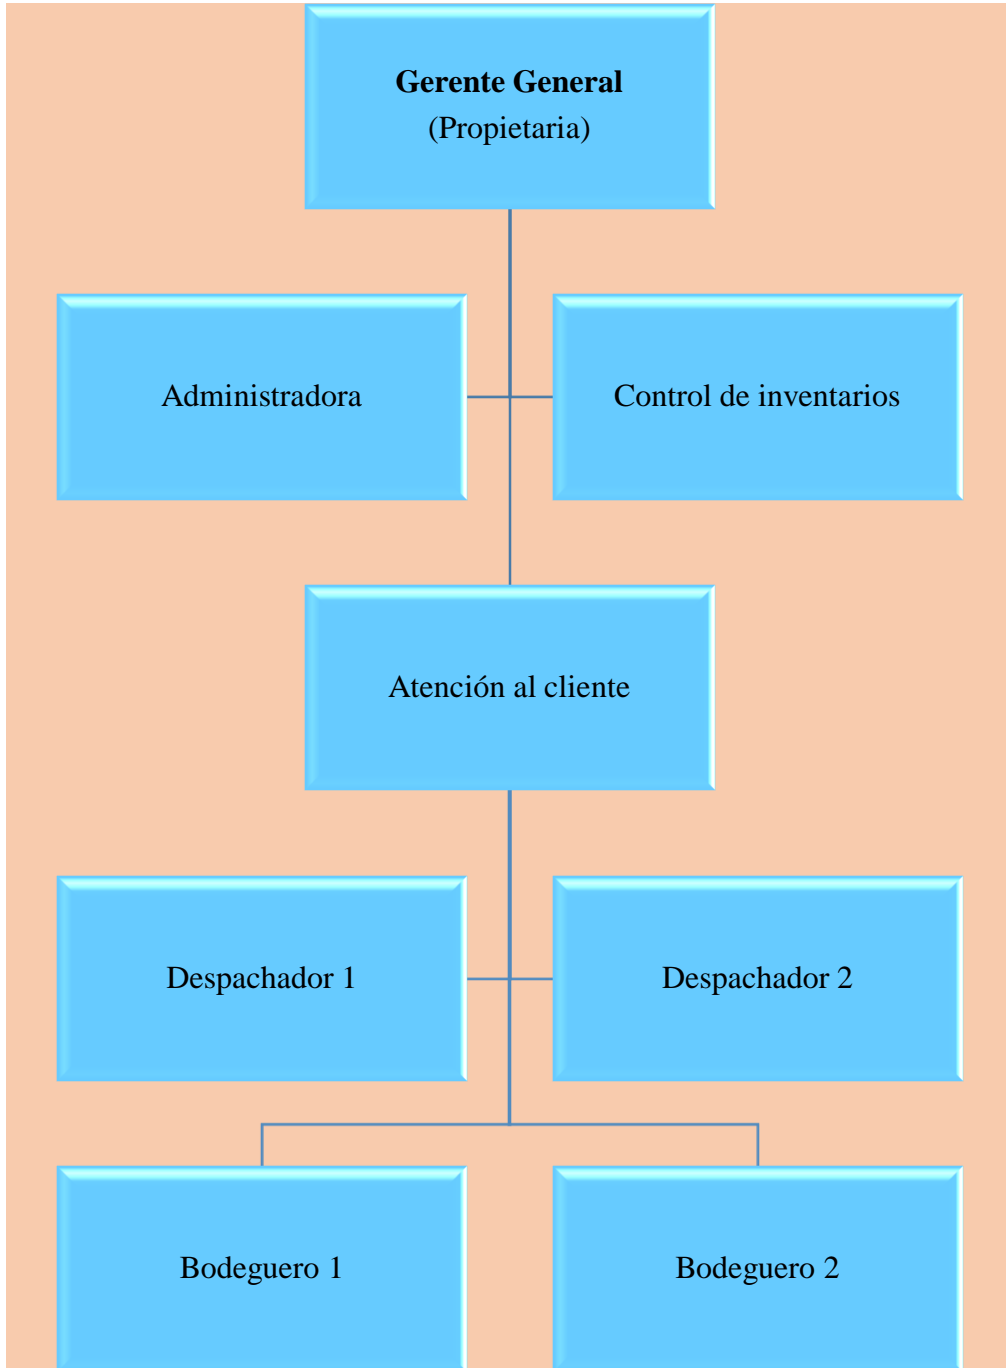 Gerente General
(Propietaria)
Administradora
Control de inventarios
Atención al cliente
Despachador 1
Despachador 2
Bodeguero 1
Bodeguero 2